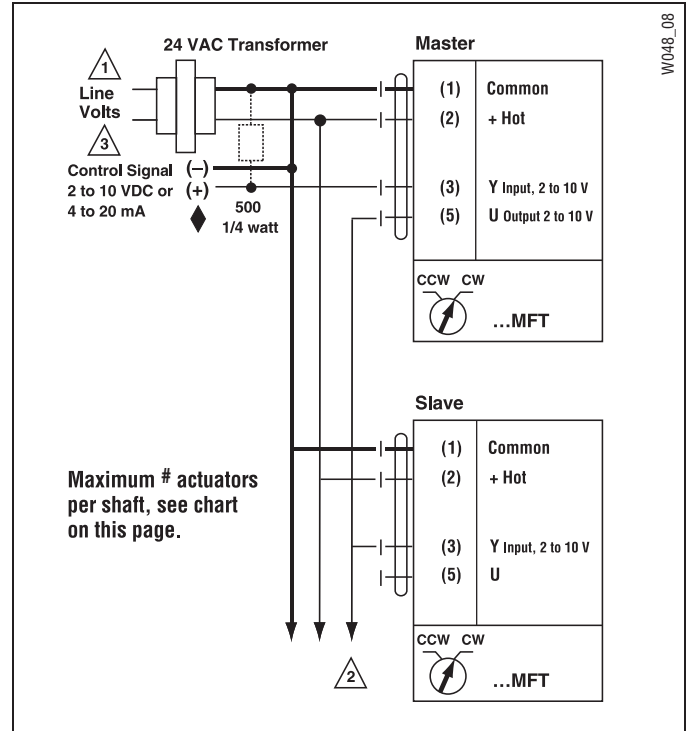 W048_08
24 VAC Transformer
1
Line
Volts
3
Control Signal (–)
2 to 10 VDC or (+)
4 to 20 mA
500
1/4 watt
Master
(1) Common
(2) + Hot
(3) Y Input, 2 to 10 V
(5) U Output 2 to 10 V
CCW CW
...MFT
Slave
(1) Common
(2) + Hot
(3) Y Input, 2 to 10 V
(5) U
CCW CW
...MFT
Maximum # actuators
per shaft, see chart
on this page.
2